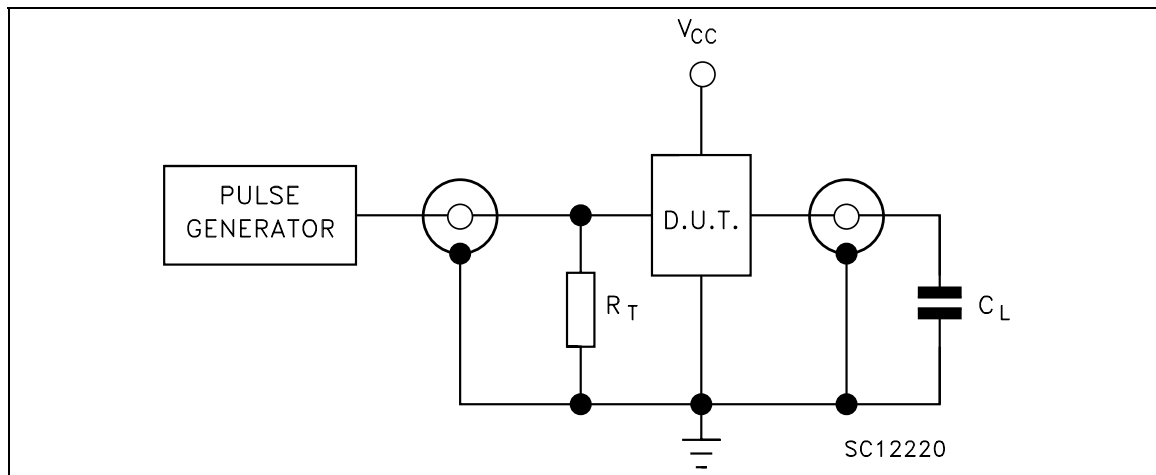 VCC
PULSE
GENERATOR
D.U.T.
RT
CL
SC12220